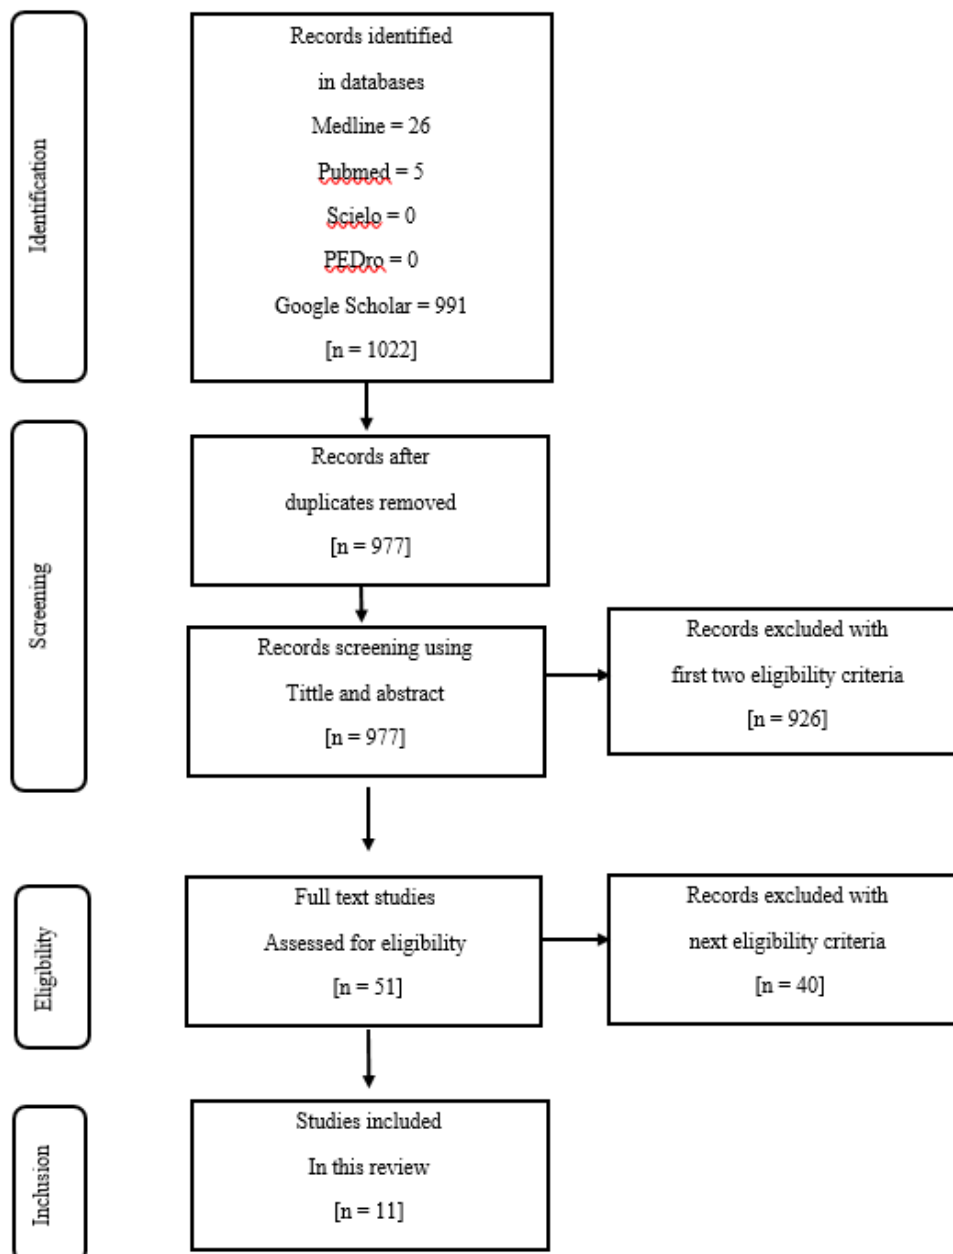 Identification
Records identified
in databases
Medline = 26
Pubmed = 5
Scielo = 0
PEDro = 0
Google Scholar = 991
[n = 1022]
Screening
Records after
duplicates removed
[n = 977]
Records screening using
Tittle and abstract
[n = 977]
Records excluded with
first two eligibility criteria
[n = 926]
Eligibility
Full text studies
Assessed for eligibility
[n = 51]
Records excluded with
next eligibility criteria
[n = 40]
Inclusion
Studies included
In this review
[n = 11]